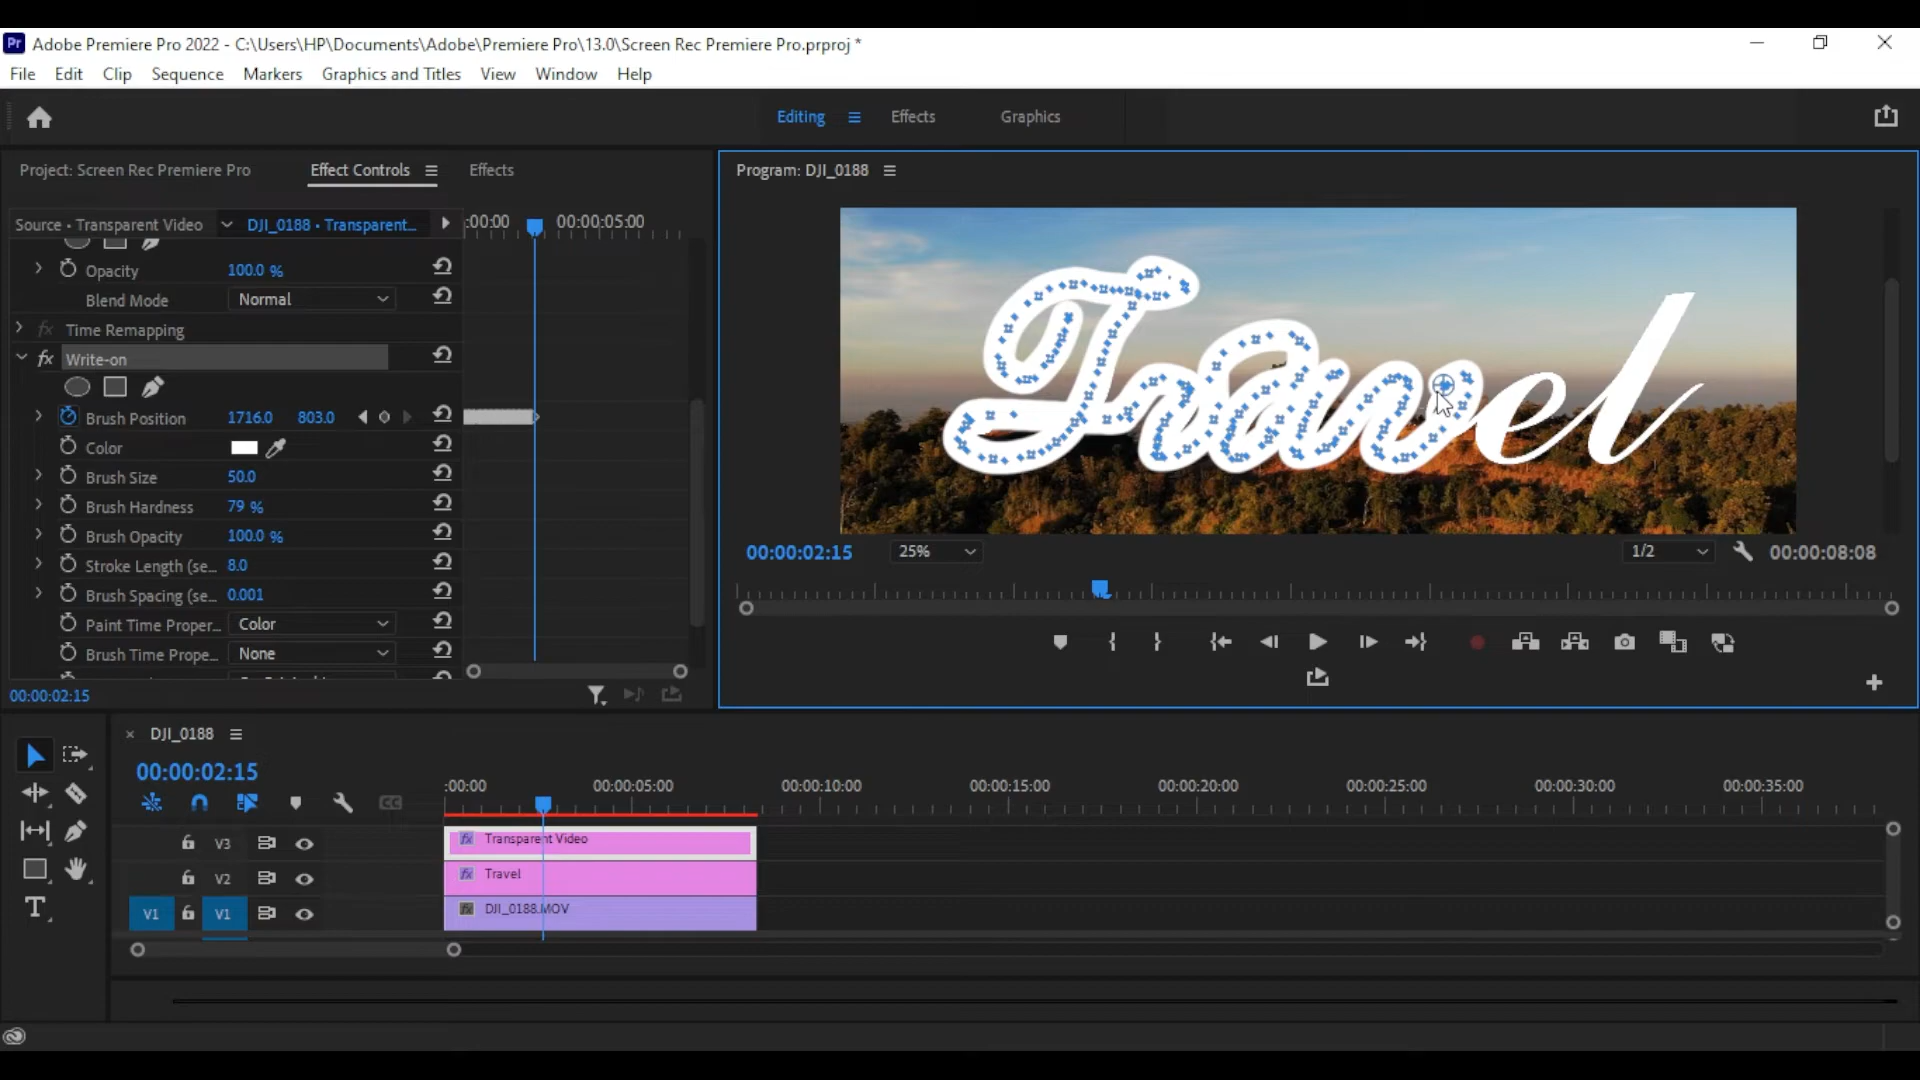 Pr Adobe Premiere Pro 2022 - C:\Users\HP\Documents\Adobe\Premiere Pro\13.0\Screen Rec Premiere Pro.prproj *
File Edit Clip Sequence Markers Graphics and Titles View Window Help
Editing Effects Graphics
Project: Screen Rec Premiere Pro Effect Controls Effects
Source • Transparent Video DJI_0188 • Transparent... :00:00 00:00:05:00
Opacity 100.0 %
Blend Mode Normal
fx Time Remapping
fx Write-on
Brush Position 1716.0 803.0
Color
Brush Size 50.0
Brush Hardness 79 %
Brush Opacity 100.0 %
Stroke Length (se... 8.0
Brush Spacing (se... 0.001
Paint Time Proper... Color
Brush Time Prope... None
00:00:02:15
Program: DJI_0188
Travel
00:00:02:15 25% 1/2 00:00:08:08
× DJI_0188
00:00:02:15
:00:00 00:00:05:00 00:00:10:00 00:00:15:00 00:00:20:00 00:00:25:00 00:00:30:00 00:00:35:00
CC
V3 fx Transparent Video
V2 fx Travel
V1 V1 fx DJI_0188.MOV
T